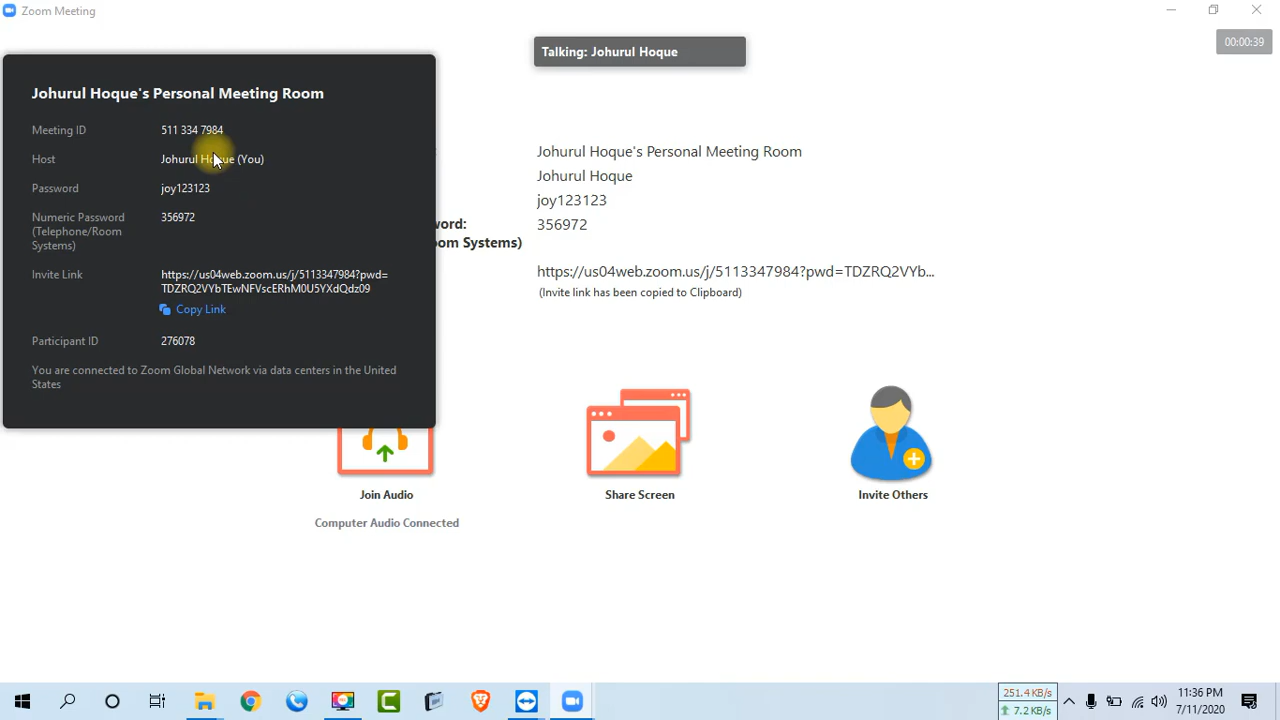 Zoom Meeting
Talking: Johurul Hoque
00:00:39
Johurul Hoque's Personal Meeting Room
Meeting ID 511 334 7984
Host Johurul Hoque (You)
Password joy123123
Numeric Password 356972
(Telephone/Room
Systems)
Invite Link https://us04web.zoom.us/j/5113347984?pwd=
TDZRQ2VYbTEwNFVscERhM0U5YXdQdz09
Copy Link
Participant ID 276078
You are connected to Zoom Global Network via data centers in the United
States
Johurul Hoque's Personal Meeting Room
Johurul Hoque
joy123123
word: 356972
om Systems)
https://us04web.zoom.us/j/5113347984?pwd=TDZRQ2VYb...
(Invite link has been copied to Clipboard)
Join Audio
Computer Audio Connected
Share Screen
Invite Others
251.4KB/s
7.2KB/s
11:36 PM
7/11/2020